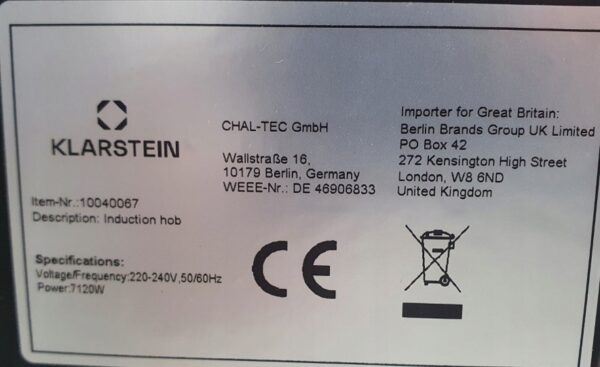 KLARSTEIN
Item-Nr.:10040067
Description: Induction hob
Specifications:
Voltage/Frequency:220-240V,50/60Hz
Power:7120W
CHAL-TEC GmbH
Wallstraße 16,
10179 Berlin, Germany
WEEE-Nr.: DE 46906833
Importer for Great Britain:
Berlin Brands Group UK Limited
PO Box 42
272 Kensington High Street
London, W8 6ND
United Kingdom
CE